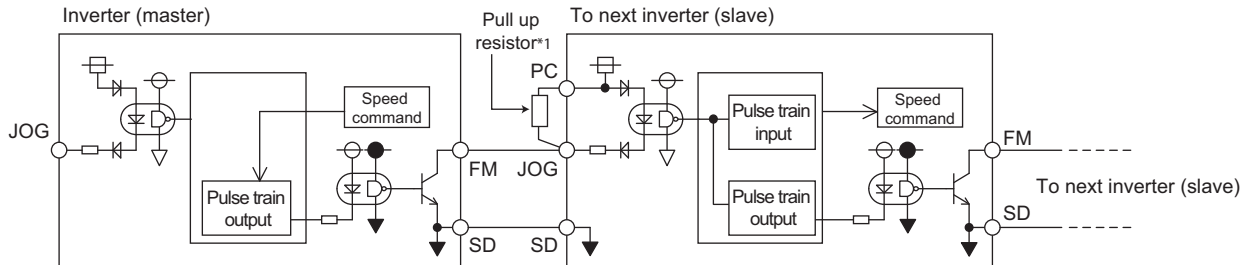 Inverter (master)
Pull up
resistor*1
To next inverter (slave)
PC
JOG
Speed
command
Pulse train
output
FM
JOG
SD
SD
Pulse train
input
Speed
command
Pulse train
output
FM
To next inverter (slave)
SD